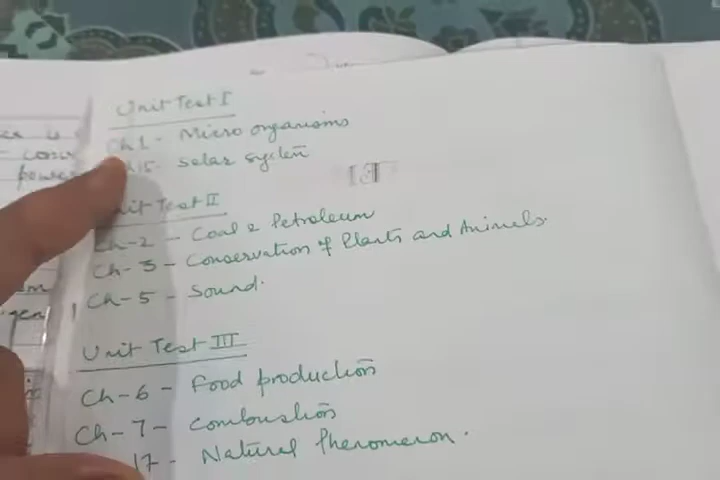 Unit Test I
Ch 1 - Micro organisms
h 15 - Solar system
nit Test II
Ch-2 - Coal & Petroleum
Ch-3 - Conservation of Plants and Animals.
Ch-5 - Sound.
Unit Test III
Ch-6 - Food production
Ch-7 - Combustion
17 - Natural Phenomenon.